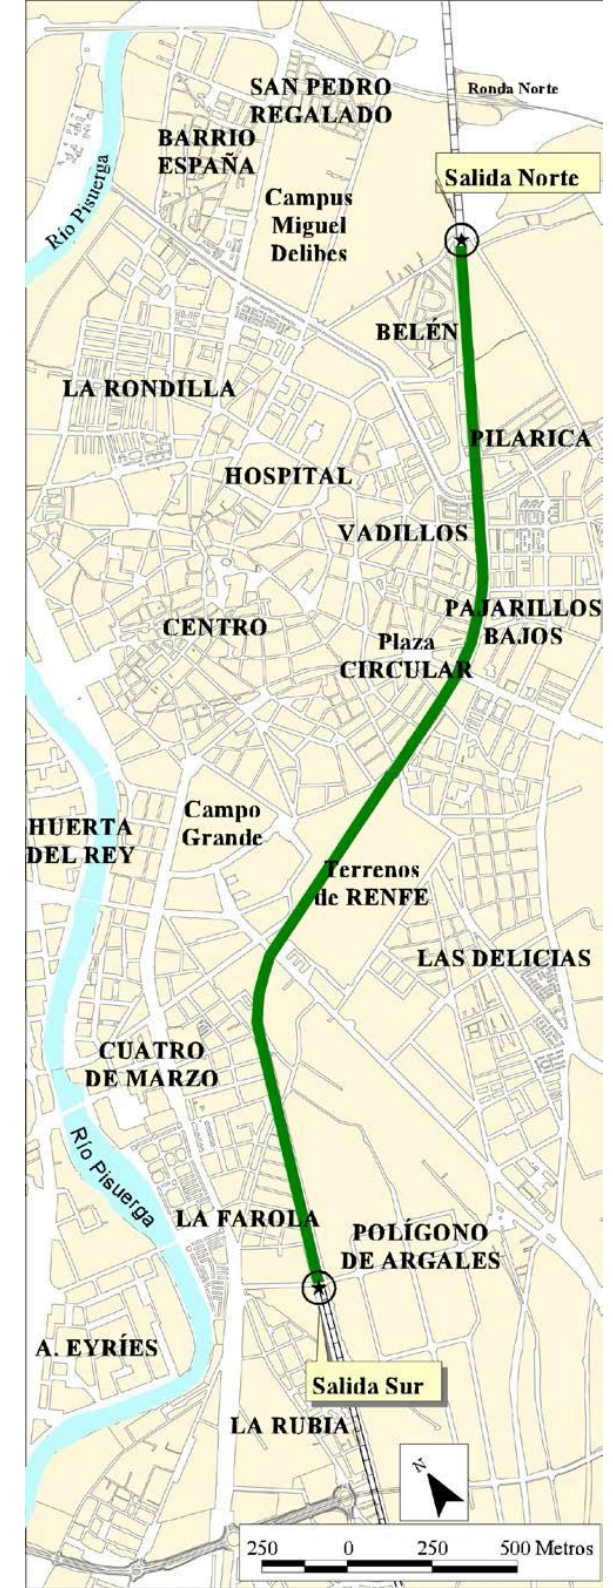 SAN PEDRO
REGALADO
Ronda Norte
BARRIO
ESPAÑA
Río Pisuerga
Salida Norte
Campus
Miguel
Delibes
BELÉN
LA RONDILLA
PILARICA
HOSPITAL
VADILLOS
PAJARILLOS
BAJOS
CENTRO
Plaza
CIRCULAR
Campo
Grande
HUERTA
DEL REY
Terrenos
de RENFE
LAS DELICIAS
CUATRO
DE MARZO
Río Pisuerga
LA FAROLA
POLÍGONO
DE ARGALES
A. EYRÍES
Salida Sur
LA RUBIA
N
250 0 250 500 Metros